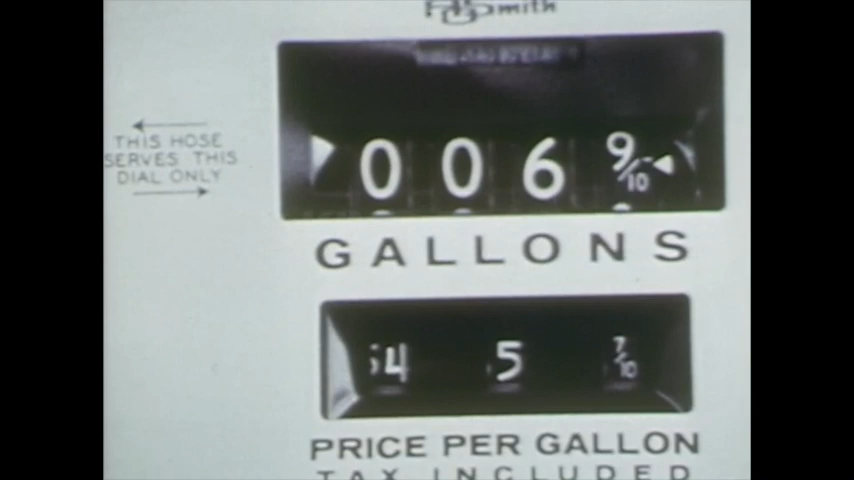 Smith
THIS HOSE
SERVES THIS
DIAL ONLY
006 9/10
GALLONS
4 5 7/10
PRICE PER GALLON
TAX INCLUDED